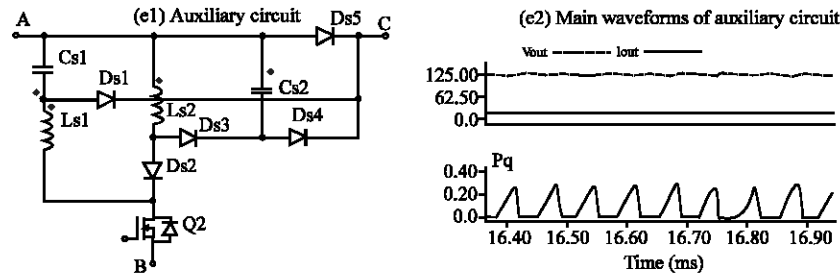 (e1) Auxiliary circuit
A
C
Ds5
Cs1
Ds1
Cs2
Ls1
Ls2
Ds3
Ds4
Ds2
Q2
B
(e2) Main waveforms of auxiliary circuit
Vout Iout
125.00
62.50
0.0
Pq
0.40
0.20
0.0
16.40 16.50 16.60 16.70 16.80 16.90
Time (ms)